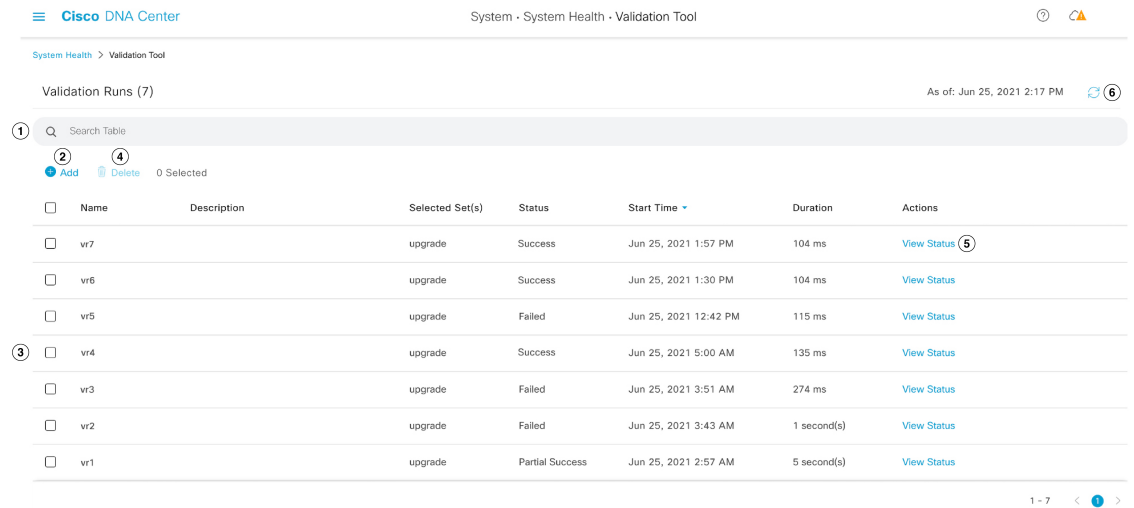 Cisco DNA Center System · System Health · Validation Tool
System Health > Validation Tool
Validation Runs (7) As of: Jun 25, 2021 2:17 PM 6
1 Search Table
2 4
Add Delete 0 Selected
Name Description Selected Set(s) Status Start Time Duration Actions
vr7 upgrade Success Jun 25, 2021 1:57 PM 104 ms View Status 5
vr6 upgrade Success Jun 25, 2021 1:30 PM 104 ms View Status
vr5 upgrade Failed Jun 25, 2021 12:42 PM 115 ms View Status
3 vr4 upgrade Success Jun 25, 2021 5:00 AM 135 ms View Status
vr3 upgrade Failed Jun 25, 2021 3:51 AM 274 ms View Status
vr2 upgrade Failed Jun 25, 2021 3:43 AM 1 second(s) View Status
vr1 upgrade Partial Success Jun 25, 2021 2:57 AM 5 second(s) View Status
1 - 7 < 1 >